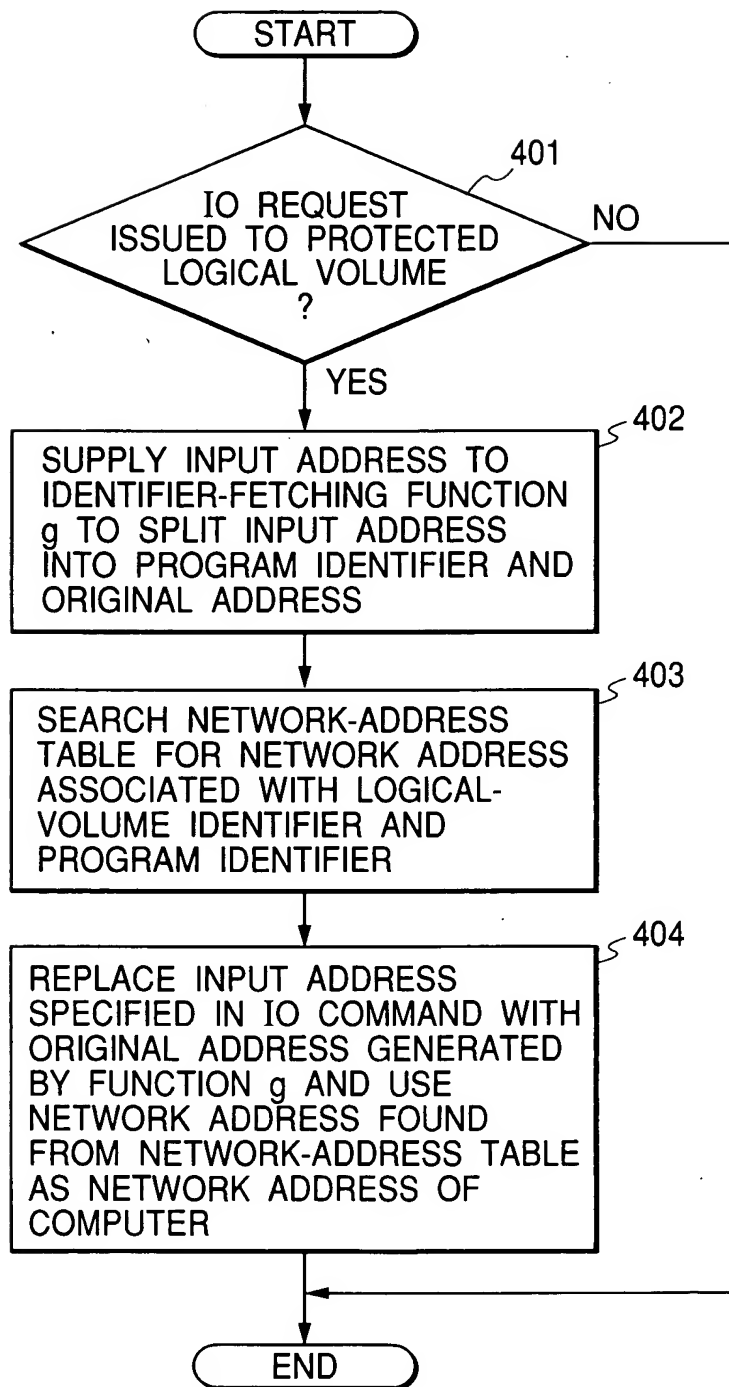 START
401
IO REQUEST
ISSUED TO PROTECTED
LOGICAL VOLUME
?
NO
YES
402
SUPPLY INPUT ADDRESS TO
IDENTIFIER-FETCHING FUNCTION
g TO SPLIT INPUT ADDRESS
INTO PROGRAM IDENTIFIER AND
ORIGINAL ADDRESS
403
SEARCH NETWORK-ADDRESS
TABLE FOR NETWORK ADDRESS
ASSOCIATED WITH LOGICAL-
VOLUME IDENTIFIER AND
PROGRAM IDENTIFIER
404
REPLACE INPUT ADDRESS
SPECIFIED IN IO COMMAND WITH
ORIGINAL ADDRESS GENERATED
BY FUNCTION g AND USE
NETWORK ADDRESS FOUND
FROM NETWORK-ADDRESS TABLE
AS NETWORK ADDRESS OF
COMPUTER
END